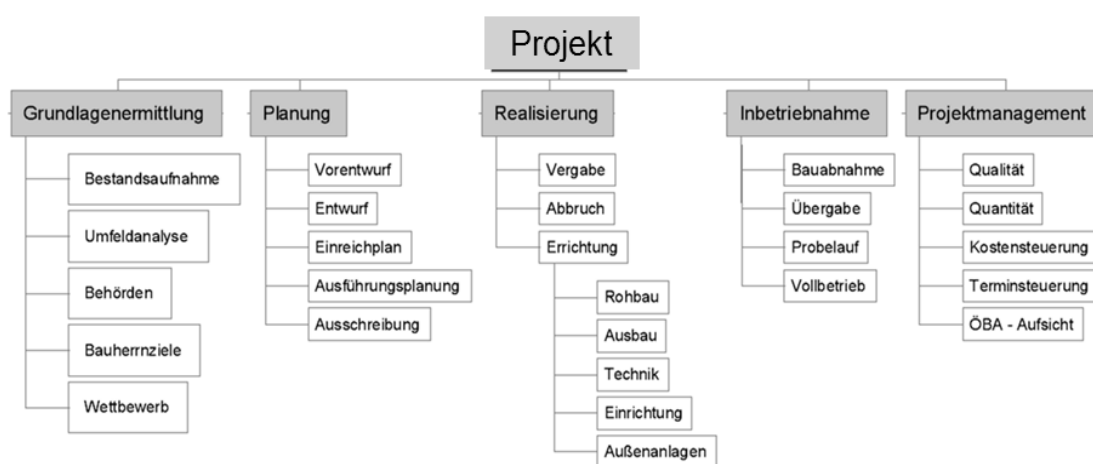 Projekt
Grundlagenermittlung
Bestandsaufnahme
Umfeldanalyse
Behörden
Bauherrnziele
Wettbewerb
Planung
Vorentwurf
Entwurf
Einreichplan
Ausführungsplanung
Ausschreibung
Realisierung
Vergabe
Abbruch
Errichtung
Rohbau
Ausbau
Technik
Einrichtung
Außenanlagen
Inbetriebnahme
Bauabnahme
Übergabe
Probelauf
Vollbetrieb
Projektmanagement
Qualität
Quantität
Kostensteuerung
Terminsteuerung
ÖBA - Aufsicht